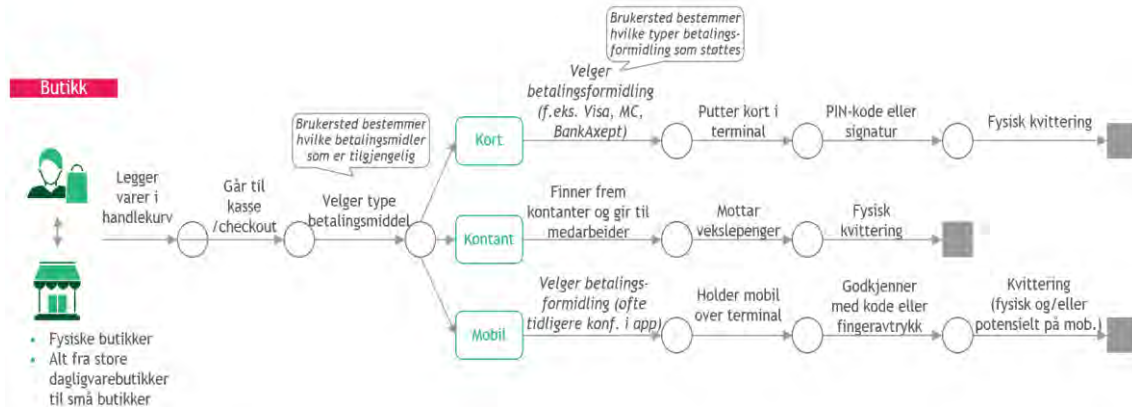 Butikk
Fysiske butikker
Alt fra store
dagligvarebutikker
til små butikker
Legger
varer i
handlekurv
Går til
kasse
/checkout
Brukersted bestemmer
hvilke betalingsmidler
som er tilgjengelig
Velger type
betalingsmiddel
Kort
Brukersted bestemmer
hvilke typer betalings-
formidling som støttes
Velger
betalingsformidling
(f.eks. Visa, MC,
BankAxept)
Putter kort i
terminal
PIN-kode eller
signatur
Fysisk kvittering
Kontant
Finner frem
kontanter og gir til
medarbeider
Mottar
vekslepenger
Fysisk
kvittering
Mobil
Velger betalings-
formidling (ofte
tidligere konf. i app)
Holder mobil
over terminal
Godkjenner
med kode eller
fingeravtrykk
Kvittering
(fysisk og/eller
potensielt på mob.)